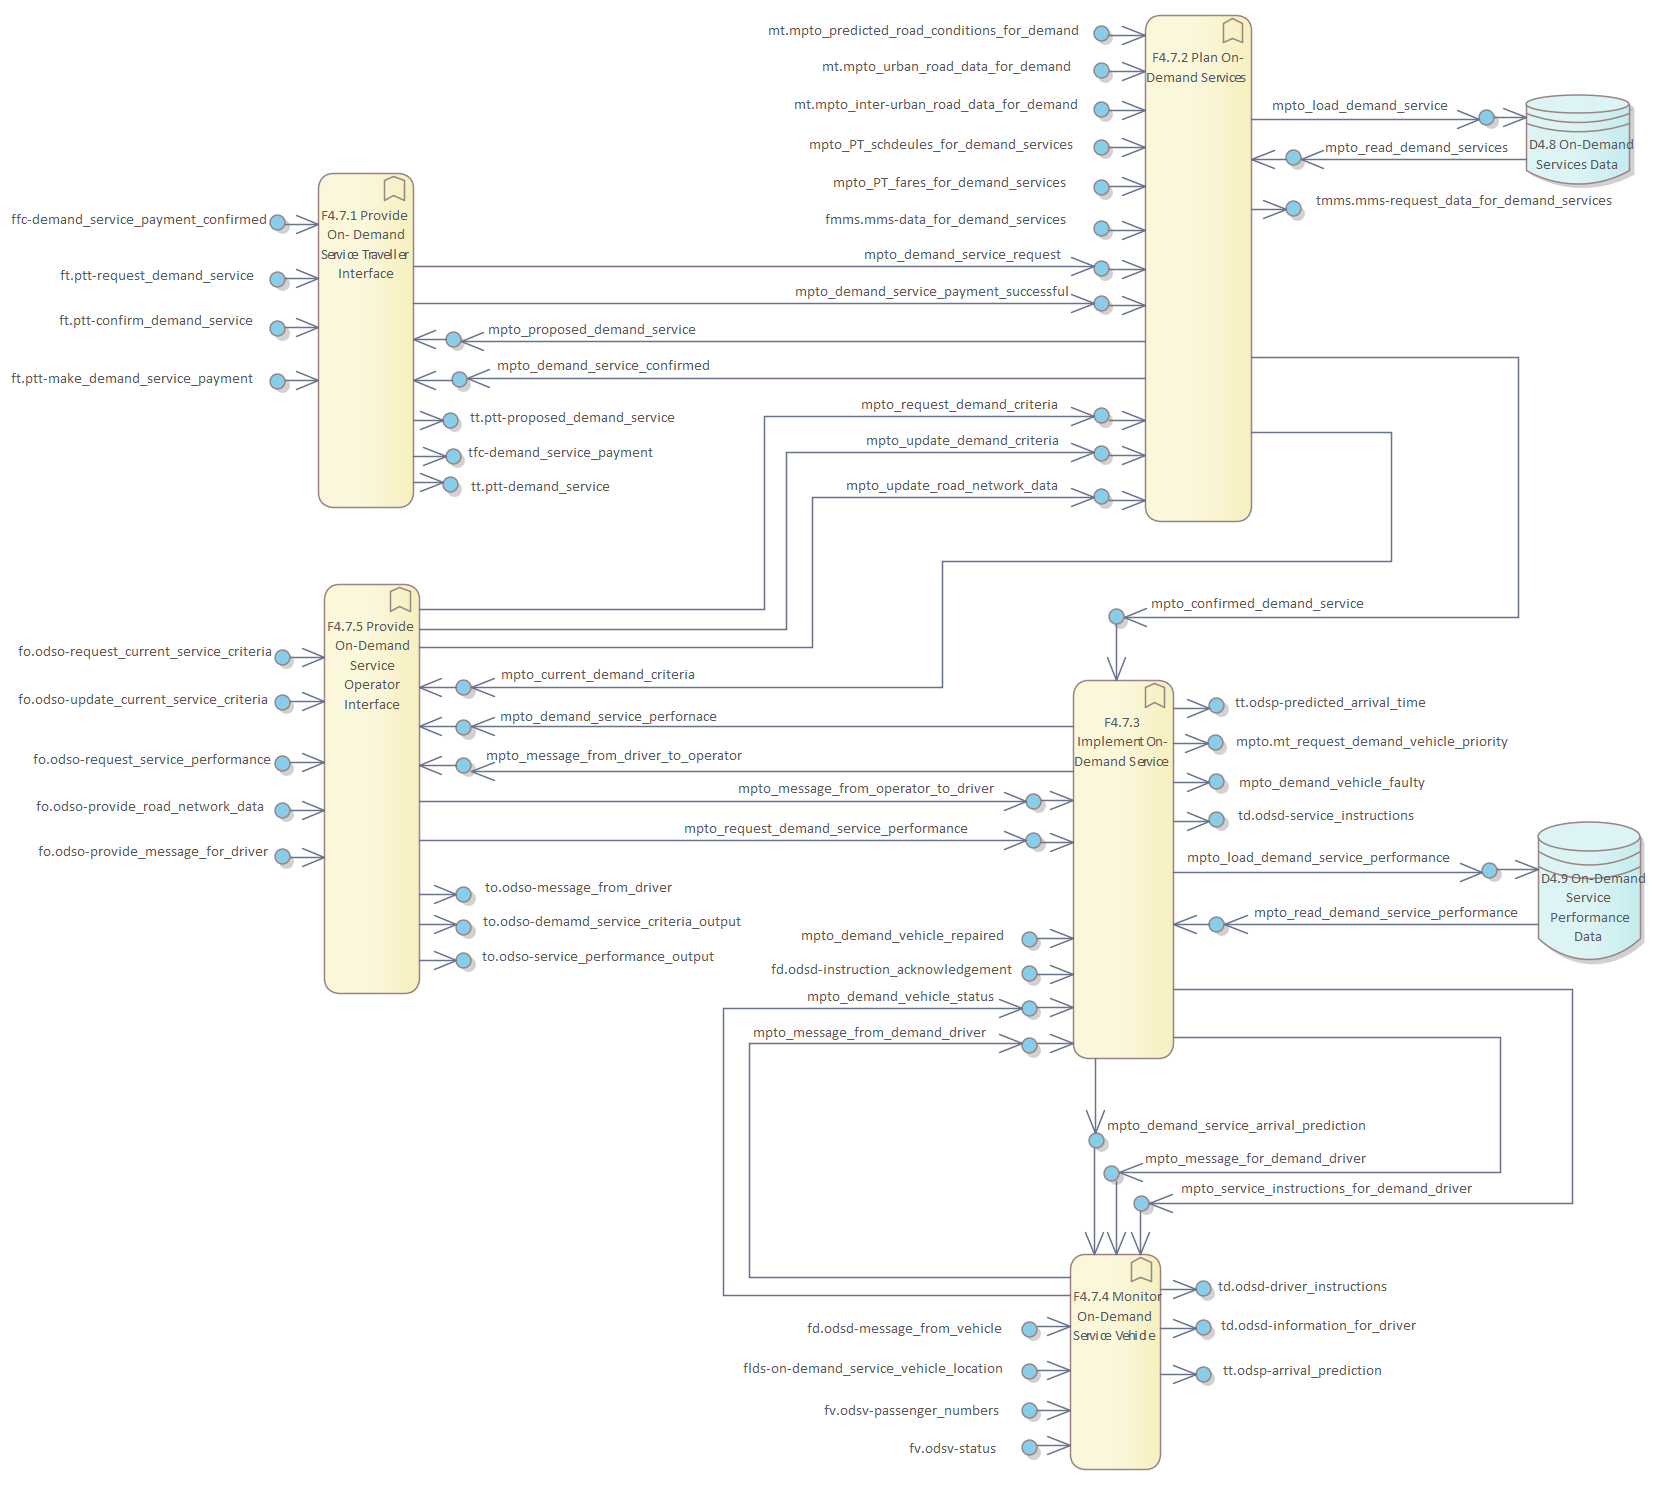 mt.mpto_predicted_road_conditions_for_demand
mt.mpto_urban_road_data_for_demand
mt.mpto_inter-urban_road_data_for_demand
mpto_PT_schdeules_for_demand_services
mpto_PT_fares_for_demand_services
fmms.mms-data_for_demand_services
mpto_demand_service_request
mpto_demand_service_payment_successful
F4.7.2 Plan On-
Demand Services
mpto_load_demand_service
mpto_read_demand_services
tmms.mms-request_data_for_demand_services
D4.8 On-Demand
Services Data
ffc-demand_service_payment_confirmed
ft.ptt-request_demand_service
ft.ptt-confirm_demand_service
ft.ptt-make_demand_service_payment
F4.7.1 Provide
On- Demand
Service Traveller
Interface
mpto_proposed_demand_service
mpto_demand_service_confirmed
tt.ptt-proposed_demand_service
tfc-demand_service_payment
tt.ptt-demand_service
mpto_request_demand_criteria
mpto_update_demand_criteria
mpto_update_road_network_data
mpto_confirmed_demand_service
F4.7.5 Provide
On-Demand
Service
Operator
Interface
fo.odso-request_current_service_criteria
fo.odso-update_current_service_criteria
fo.odso-request_service_performance
fo.odso-provide_road_network_data
fo.odso-provide_message_for_driver
mpto_current_demand_criteria
mpto_demand_service_perfornace
mpto_message_from_driver_to_operator
mpto_message_from_operator_to_driver
mpto_request_demand_service_performance
to.odso-message_from_driver
to.odso-demamd_service_criteria_output
to.odso-service_performance_output
F4.7.3
Implement On-
Demand Service
tt.odsp-predicted_arrival_time
mpto.mt_request_demand_vehicle_priority
mpto_demand_vehicle_faulty
td.odsd-service_instructions
mpto_load_demand_service_performance
mpto_read_demand_service_performance
D4.9 On-Demand
Service
Performance
Data
mpto_demand_vehicle_repaired
fd.odsd-instruction_acknowledgement
mpto_demand_vehicle_status
mpto_message_from_demand_driver
mpto_demand_service_arrival_prediction
mpto_message_for_demand_driver
mpto_service_instructions_for_demand_driver
F4.7.4 Monitor
On-Demand
Service Vehicle
td.odsd-driver_instructions
td.odsd-information_for_driver
tt.odsp-arrival_prediction
fd.odsd-message_from_vehicle
flds-on-demand_service_vehicle_location
fv.odsv-passenger_numbers
fv.odsv-status